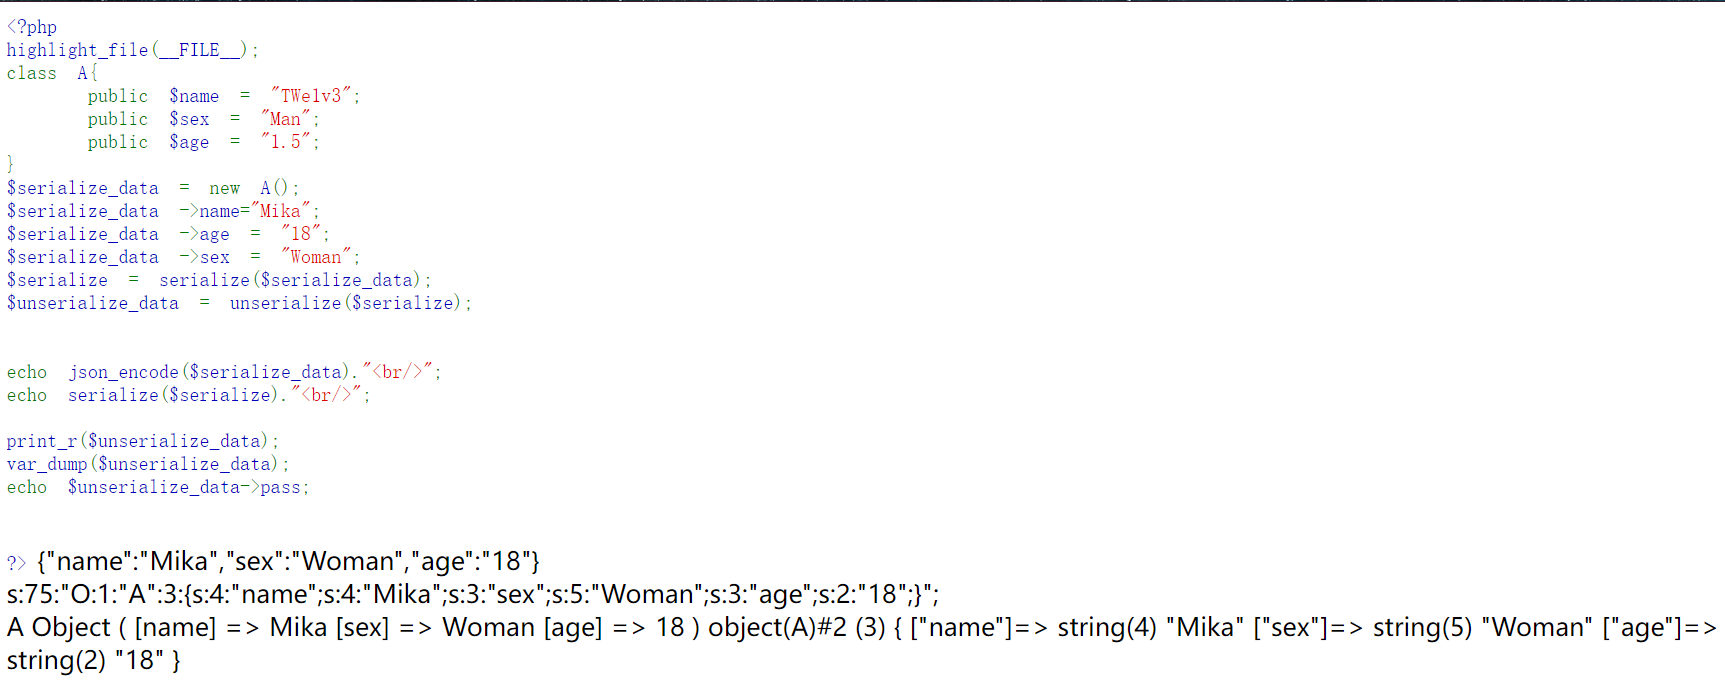 <?php
highlight_file(__FILE__);
class A{
public $name = "TWe1v3";
public $sex = "Man";
public $age = "1.5";
}
$serialize_data = new A();
$serialize_data ->name="Mika";
$serialize_data ->age = "18";
$serialize_data ->sex = "Woman";
$serialize = serialize($serialize_data);
$unserialize_data = unserialize($serialize);
echo json_encode($serialize_data)."<br/>";
echo serialize($serialize)."<br/>";
print_r($unserialize_data);
var_dump($unserialize_data);
echo $unserialize_data->pass;
?> {"name":"Mika","sex":"Woman","age":"18"}
s:75:"O:1:"A":3:{s:4:"name";s:4:"Mika";s:3:"sex";s:5:"Woman";s:3:"age";s:2:"18";}";
A Object ( [name] => Mika [sex] => Woman [age] => 18 ) object(A)#2 (3) { ["name"]=> string(4) "Mika" ["sex"]=> string(5) "Woman" ["age"]=>
string(2) "18" }